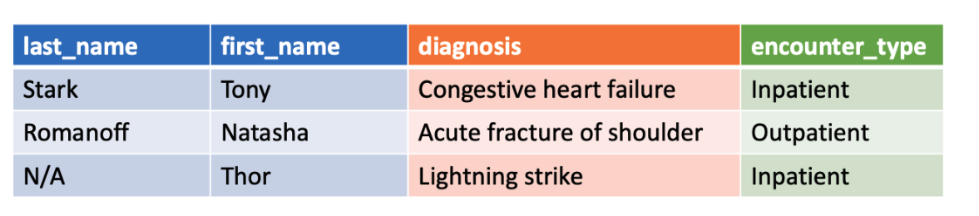 last_name first_name diagnosis encounter_type
Stark Tony Congestive heart failure Inpatient
Romanoff Natasha Acute fracture of shoulder Outpatient
N/A Thor Lightning strike Inpatient